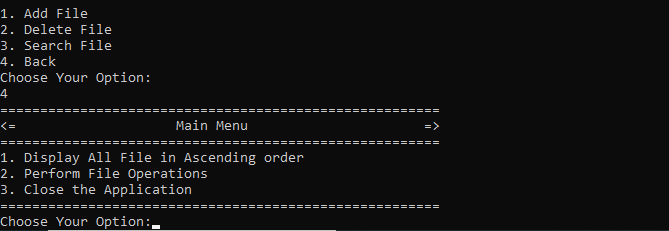 1. Add File
2. Delete File
3. Search File
4. Back
Choose Your Option:
4
=======================================================
<=                    Main Menu                      =>
=======================================================
1. Display All File in Ascending order
2. Perform File Operations
3. Close the Application
=======================================================
Choose Your Option: